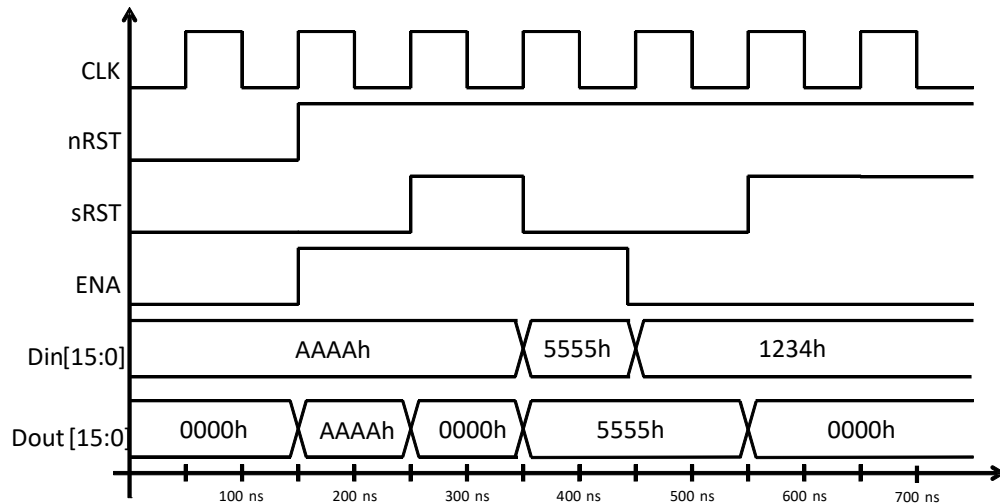 CLK
nRST
sRST
ENA
Din[15:0] AAAAh 5555h 1234h
Dout [15:0] 0000h AAAAh 0000h 5555h 0000h
100 ns 200 ns 300 ns 400 ns 500 ns 600 ns 700 ns